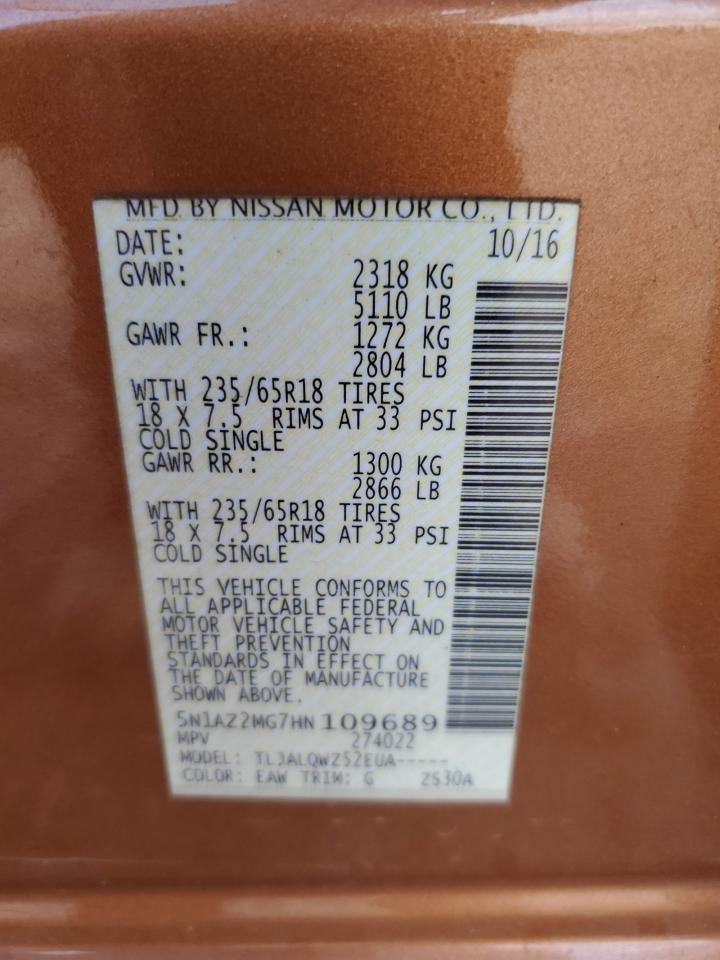 MFD. BY NISSAN MOTOR CO., LTD.
DATE: 10/16
GVWR: 2318 KG
5110 LB
GAWR FR.: 1272 KG
2804 LB
WITH 235/65R18 TIRES
18 X 7.5 RIMS AT 33 PSI
COLD SINGLE
GAWR RR.: 1300 KG
2866 LB
WITH 235/65R18 TIRES
18 X 7.5 RIMS AT 33 PSI
COLD SINGLE
THIS VEHICLE CONFORMS TO
ALL APPLICABLE FEDERAL
MOTOR VEHICLE SAFETY AND
THEFT PREVENTION
STANDARDS IN EFFECT ON
THE DATE OF MANUFACTURE
SHOWN ABOVE.
5N1AZ2MG7HN109689
MPV 274022
MODEL: TLJALQWZ52EUA-----
COLOR: EAW TRIM: G ZS30A